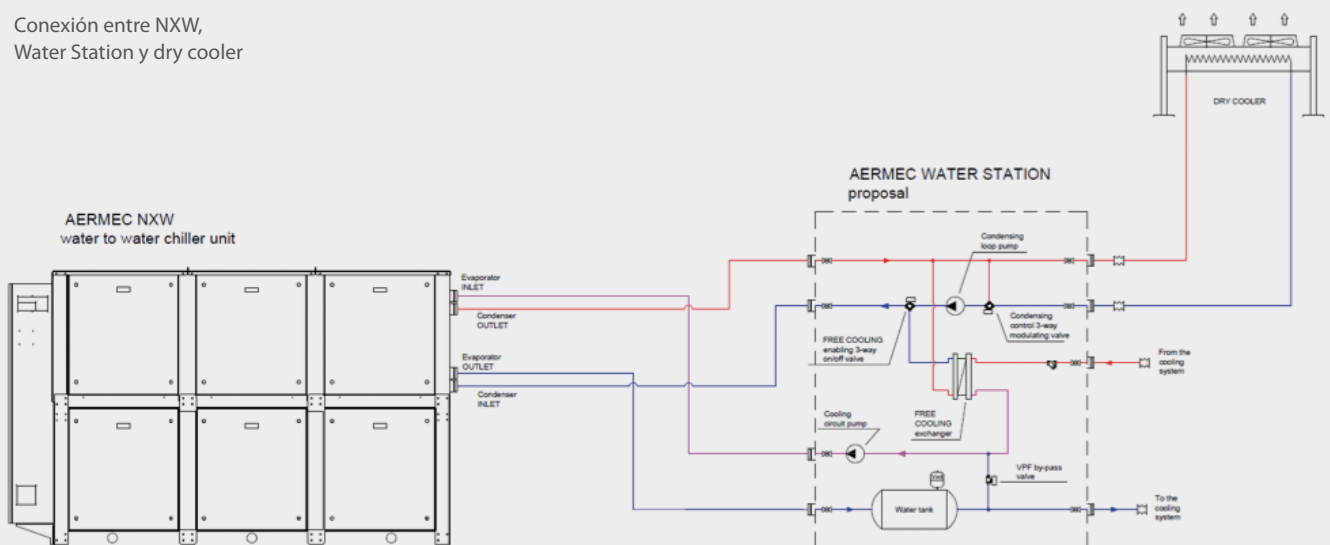 Conexión entre NXW,
Water Station y dry cooler
DRY COOLER
AERMEC WATER STATION
proposal
AERMEC NXW
water to water chiller unit
Condensing
loop pump
Evaporator
INLET
Condenser
OUTLET
Condensing
control 3-way
modulating valve
FREE COOLING
enabling 3-way
on/off valve
From the
cooling
system
Evaporator
OUTLET
Condenser
INLET
Cooling
circuit pump
FREE
COOLING
exchanger
VPF by-pass
valve
Water tank
To the
cooling
system